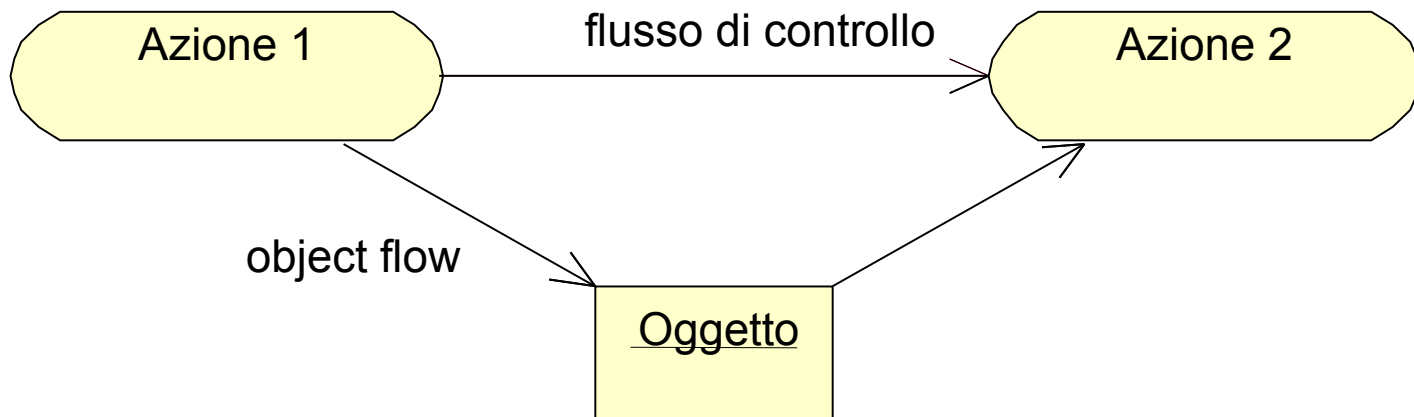 Azione 1
flusso di controllo
Azione 2
object flow
Oggetto